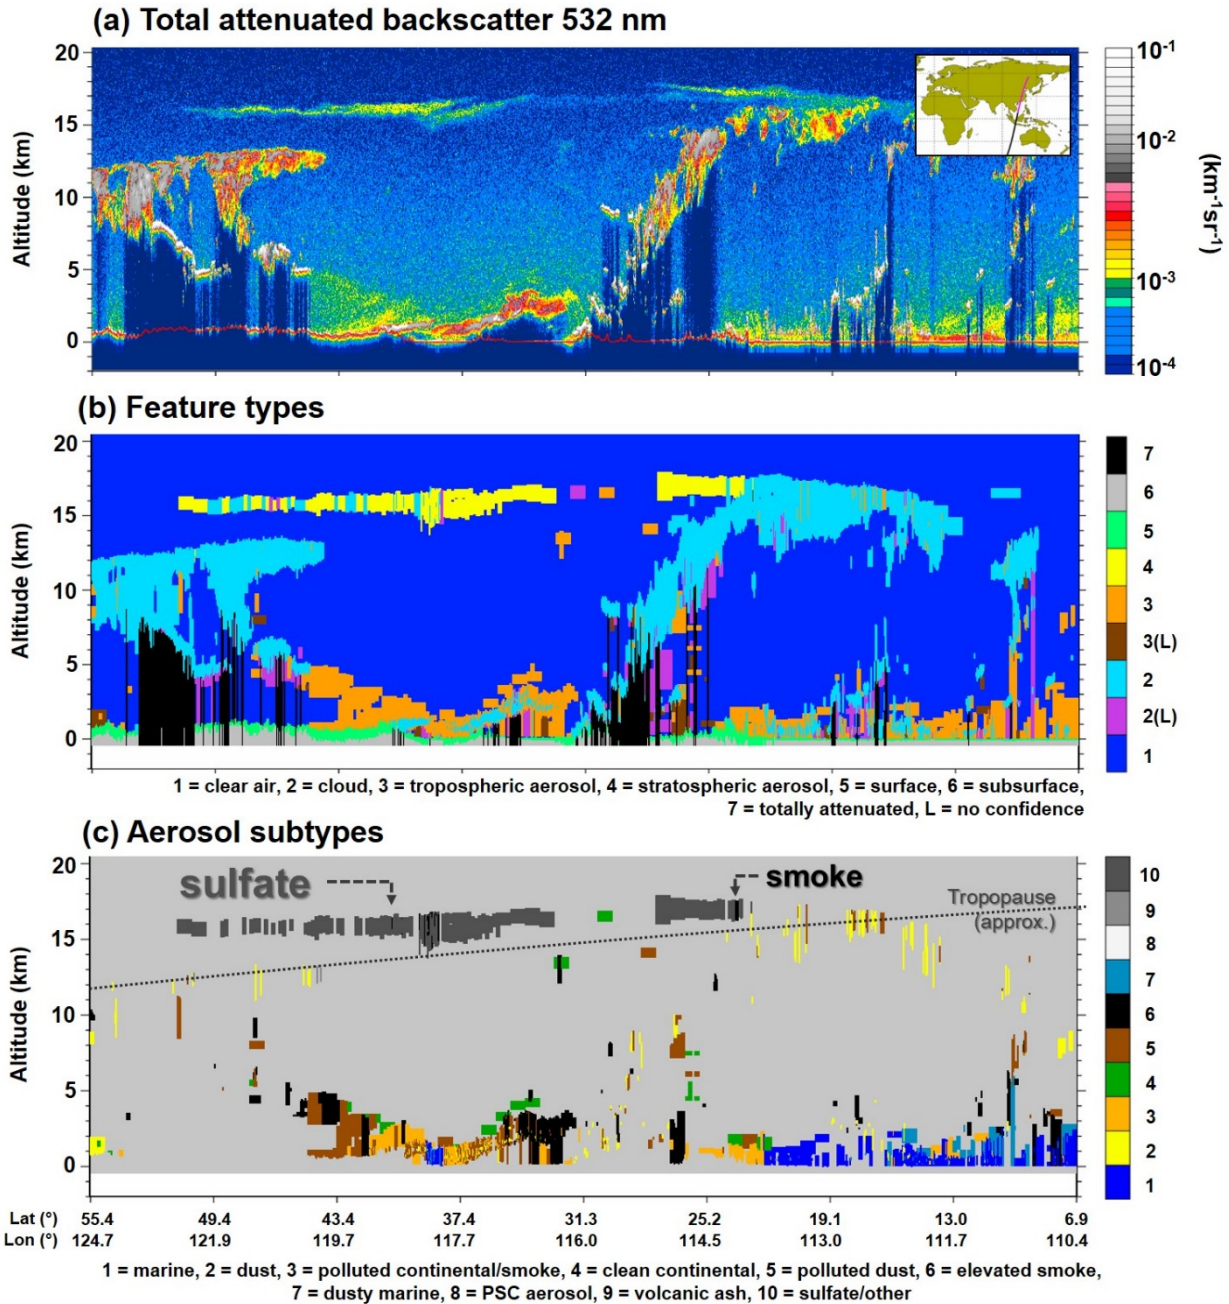 (a) Total attenuated backscatter 532 nm
20
15
10
5
0
Altitude (km)
10⁻¹
10⁻²
10⁻³
10⁻⁴
(km⁻¹sr⁻¹)
(b) Feature types
20
15
10
5
0
Altitude (km)
7
6
5
4
3
3(L)
2
2(L)
1
1 = clear air, 2 = cloud, 3 = tropospheric aerosol, 4 = stratospheric aerosol, 5 = surface, 6 = subsurface,
7 = totally attenuated, L = no confidence
(c) Aerosol subtypes
20
15
10
5
0
Altitude (km)
sulfate
smoke
Tropopause
(approx.)
10
9
8
7
6
5
4
3
2
1
Lat (°) 55.4 49.4 43.4 37.4 31.3 25.2 19.1 13.0 6.9
Lon (°) 124.7 121.9 119.7 117.7 116.0 114.5 113.0 111.7 110.4
1 = marine, 2 = dust, 3 = polluted continental/smoke, 4 = clean continental, 5 = polluted dust, 6 = elevated smoke,
7 = dusty marine, 8 = PSC aerosol, 9 = volcanic ash, 10 = sulfate/other